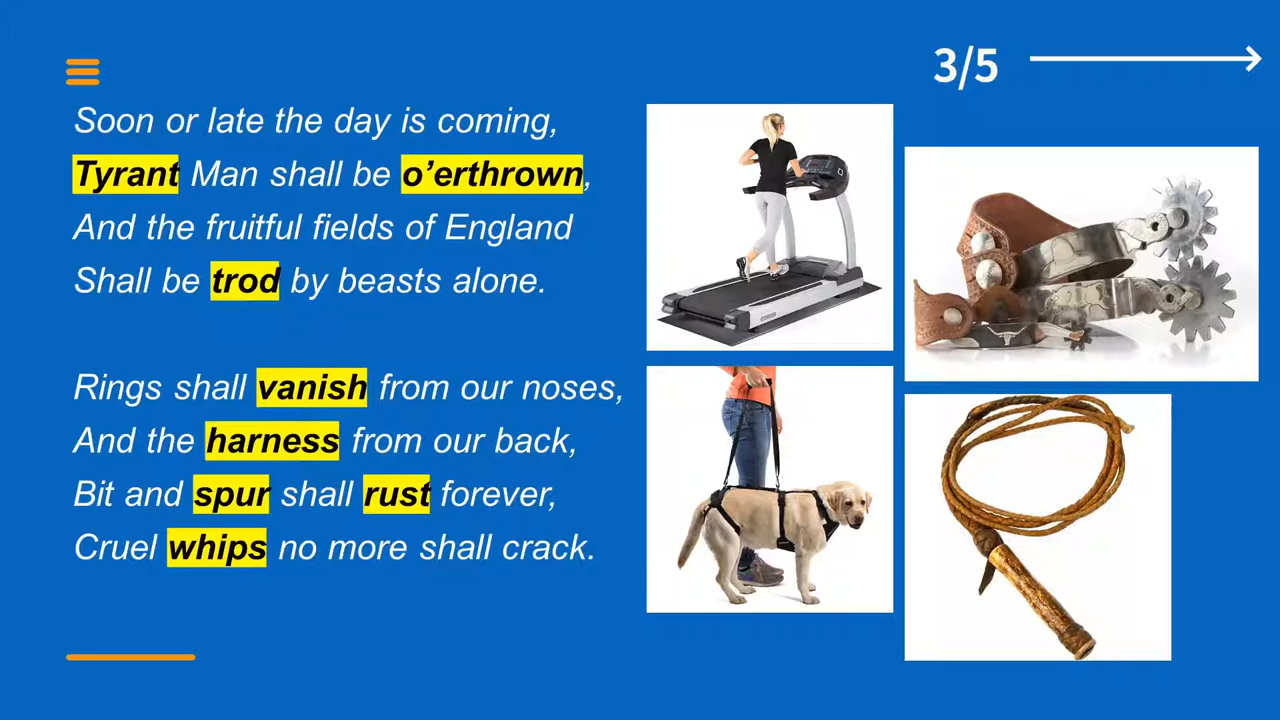 3/5
Soon or late the day is coming,
Tyrant Man shall be o’erthrown,
And the fruitful fields of England
Shall be trod by beasts alone.
Rings shall vanish from our noses,
And the harness from our back,
Bit and spur shall rust forever,
Cruel whips no more shall crack.